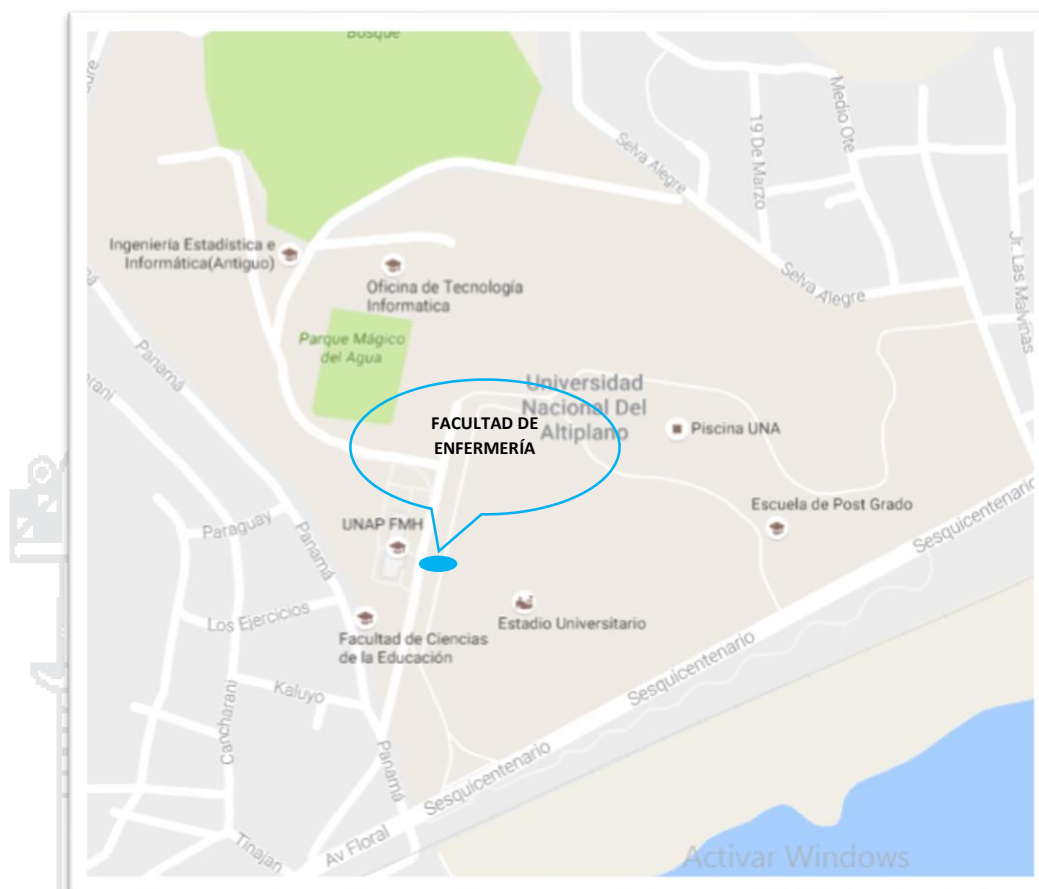 Bosque
Medio Ote
19 De Marzo
Selva Alegre
Ingeniería Estadística e
Informática(Antiguo)
Oficina de Tecnología
Informatica
Selva Alegre
Jr. Las Malvinas
Parque Mágico
del Agua
Panamá
Universidad
Nacional Del
Altiplano
FACULTAD DE
ENFERMERÍA
Piscina UNA
Escuela de Post Grado
Sesquicentenario
Paraguay
Panamá
UNAP FMH
Los Ejercicios
Estadio Universitario
Facultad de Ciencias
de la Educación
Sesquicentenario
Kaluyo
Cancharani
Panamá
Sesquicentenario
Av Floral
Tinajan
Activar Windows